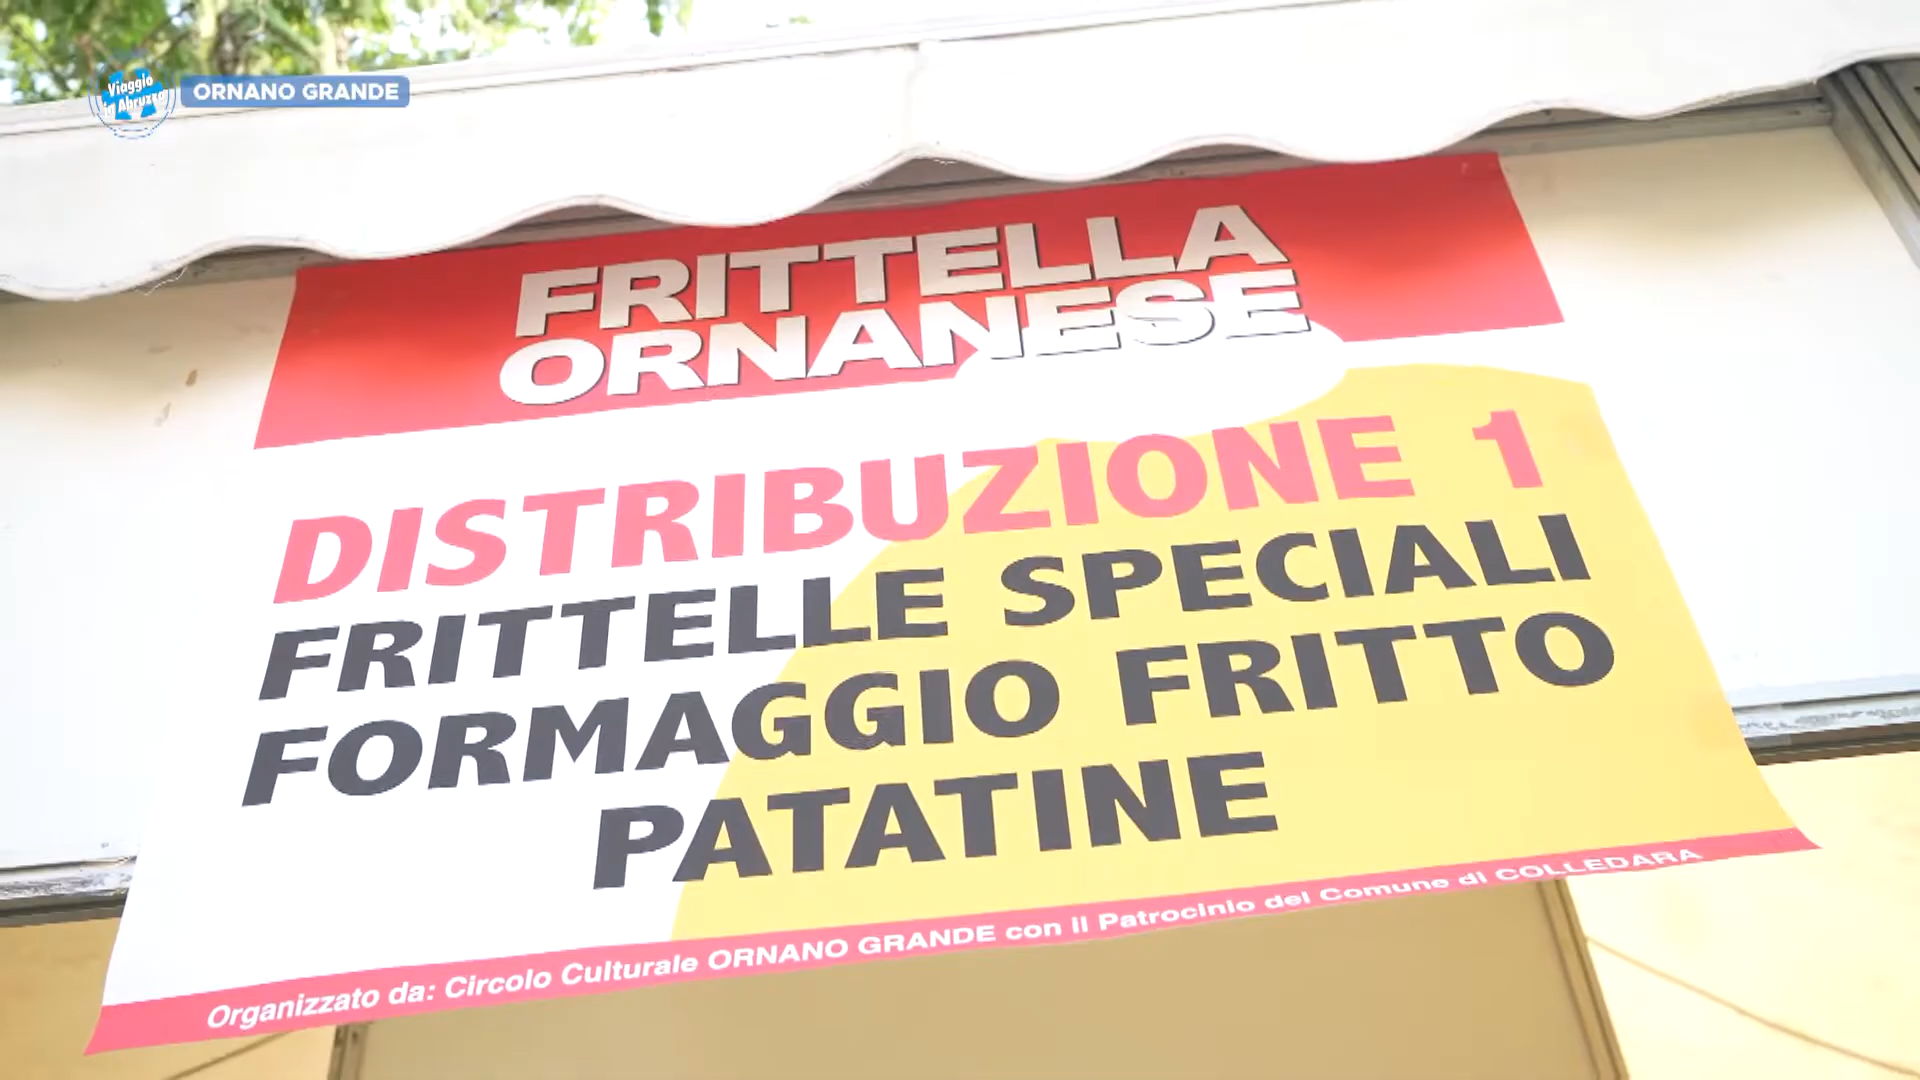 Viaggio
in Abruzzo
ORNANO GRANDE
FRITTELLA
ORNANESE
DISTRIBUZIONE 1
FRITTELLE SPECIALI
FORMAGGIO FRITTO
PATATINE
Organizzato da: Circolo Culturale ORNANO GRANDE con il Patrocinio del Comune di COLLEDARA